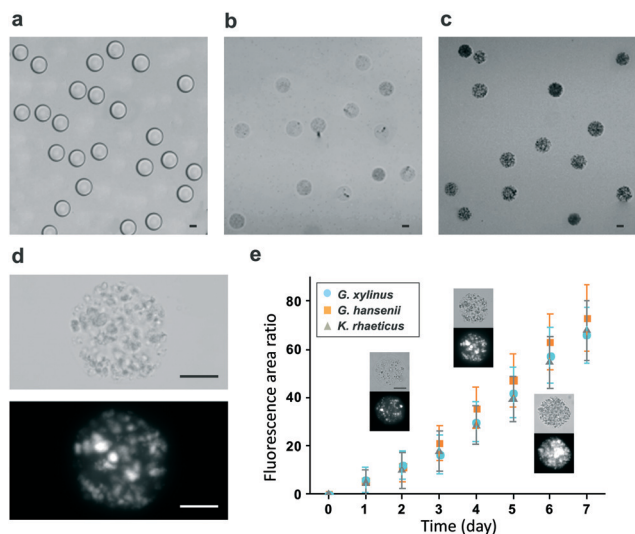 a
b
c
d
e
G. xylinus
G. hansenii
K. rhaeticus
Fluorescence area ratio
80
60
40
20
0
0 1 2 3 4 5 6 7
Time (day)